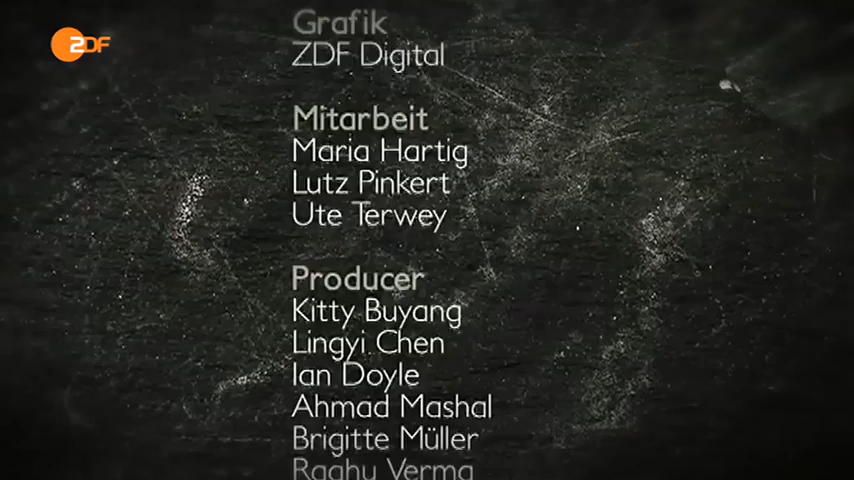 ZDF
Grafik
ZDF Digital
Mitarbeit
Maria Hartig
Lutz Pinkert
Ute Terwey
Producer
Kitty Buyang
Lingyi Chen
Ian Doyle
Ahmad Mashal
Brigitte Müller
Raghu Verma